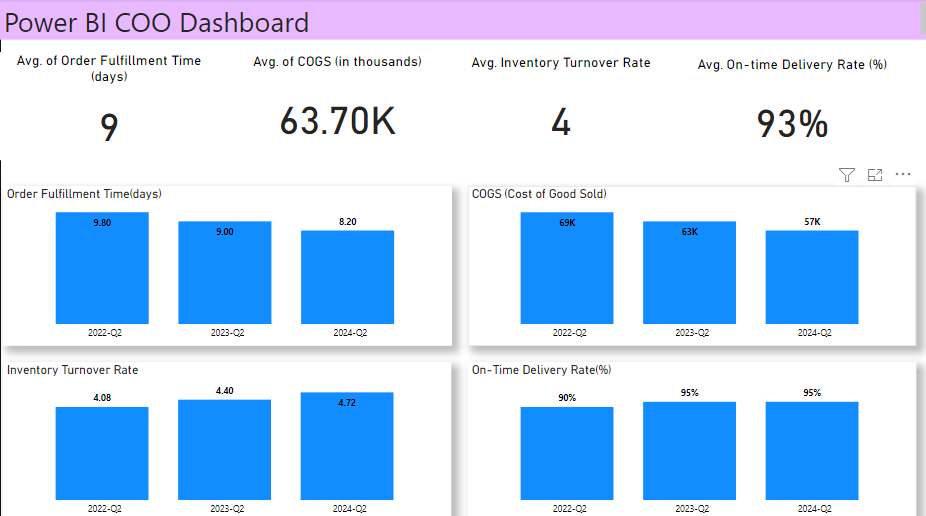 Power BI COO Dashboard
Avg. of Order Fulfillment Time
(days)
9
Avg. of COGS (in thousands)
63.70K
Avg. Inventory Turnover Rate
4
Avg. On-time Delivery Rate (%)
93%
Order Fulfillment Time(days)
9.80
9.00
8.20
2022-Q2
2023-Q2
2024-Q2
COGS (Cost of Good Sold)
69K
63K
57K
2022-Q2
2023-Q2
2024-Q2
Inventory Turnover Rate
4.08
4.40
4.72
2022-Q2
2023-Q2
2024-Q2
On-Time Delivery Rate(%)
90%
95%
95%
2022-Q2
2023-Q2
2024-Q2